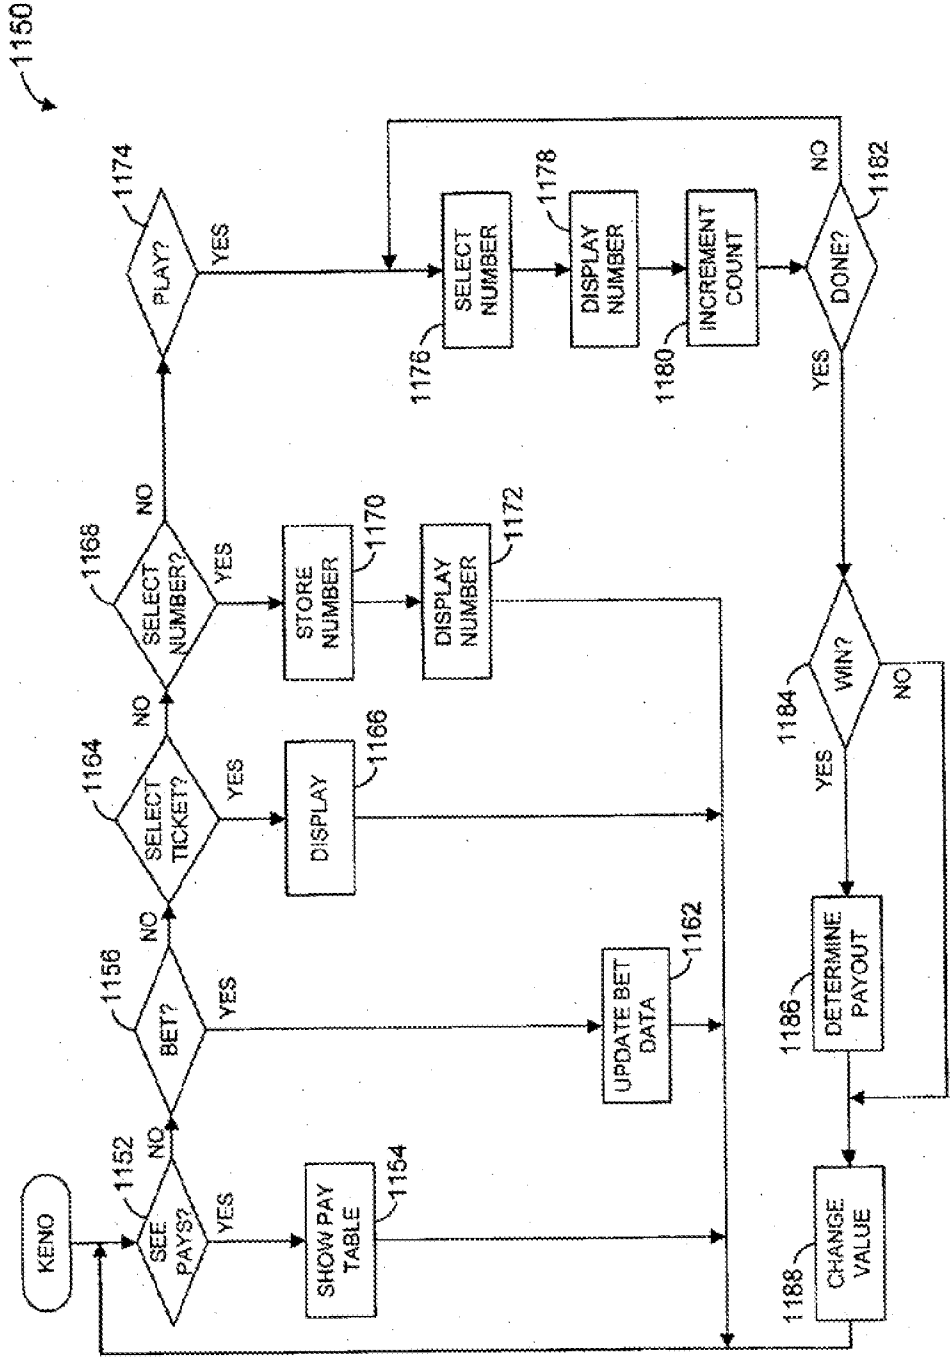 1150
KENO
SEE
PAYS?
1152
NO
YES
SHOW PAY
TABLE
1154
BET?
1156
NO
YES
UPDATE BET
DATA
1162
SELECT
TICKET?
1164
NO
YES
DISPLAY
1166
SELECT
NUMBER?
1168
NO
YES
STORE
NUMBER
1170
DISPLAY
NUMBER
1172
PLAY?
1174
YES
SELECT
NUMBER
1176
DISPLAY
NUMBER
1178
INCREMENT
COUNT
1180
DONE?
1182
NO
YES
WIN?
1184
NO
YES
DETERMINE
PAYOUT
1186
CHANGE
VALUE
1188